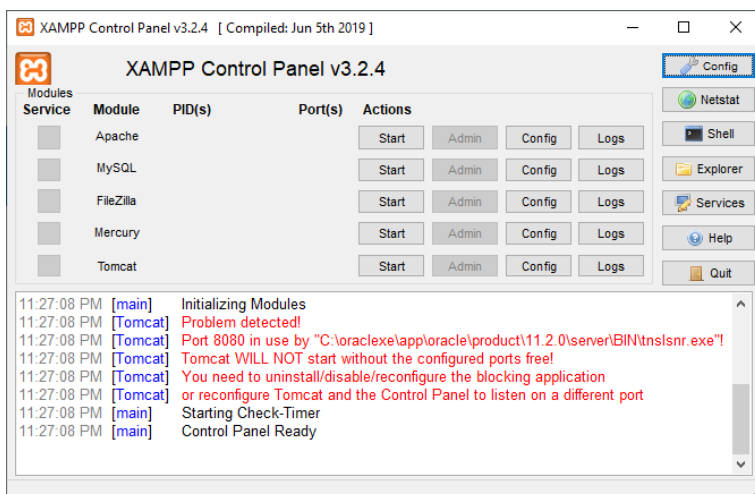 XAMPP Control Panel v3.2.4 [ Compiled: Jun 5th 2019 ]
XAMPP Control Panel v3.2.4
Config
Modules
Service Module PID(s) Port(s) Actions
Netstat
Apache Start Admin Config Logs
Shell
MySQL Start Admin Config Logs
Explorer
FileZilla Start Admin Config Logs
Services
Mercury Start Admin Config Logs
Help
Tomcat Start Admin Config Logs
Quit
11:27:08 PM [main] Initializing Modules
11:27:08 PM [Tomcat] Problem detected!
11:27:08 PM [Tomcat] Port 8080 in use by "C:\oraclexe\app\oracle\product\11.2.0\server\BIN\tnslsnr.exe"!
11:27:08 PM [Tomcat] Tomcat WILL NOT start without the configured ports free!
11:27:08 PM [Tomcat] You need to uninstall/disable/reconfigure the blocking application
11:27:08 PM [Tomcat] or reconfigure Tomcat and the Control Panel to listen on a different port
11:27:08 PM [main] Starting Check-Timer
11:27:08 PM [main] Control Panel Ready